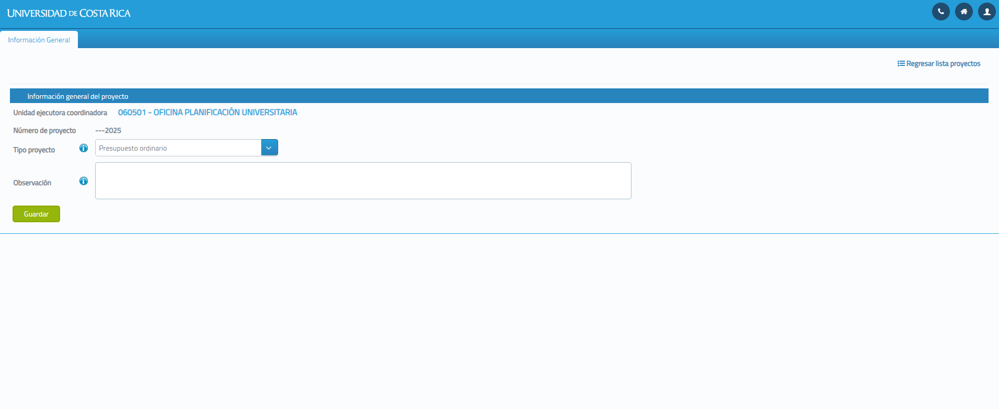 UNIVERSIDAD DE COSTA RICA
Información General
Regresar lista proyectos
Información general del proyecto
Unidad ejecutora coordinadora 060501 - OFICINA PLANIFICACIÓN UNIVERSITARIA
Número de proyecto ---2025
Tipo proyecto Presupuesto ordinario
Observación
Guardar